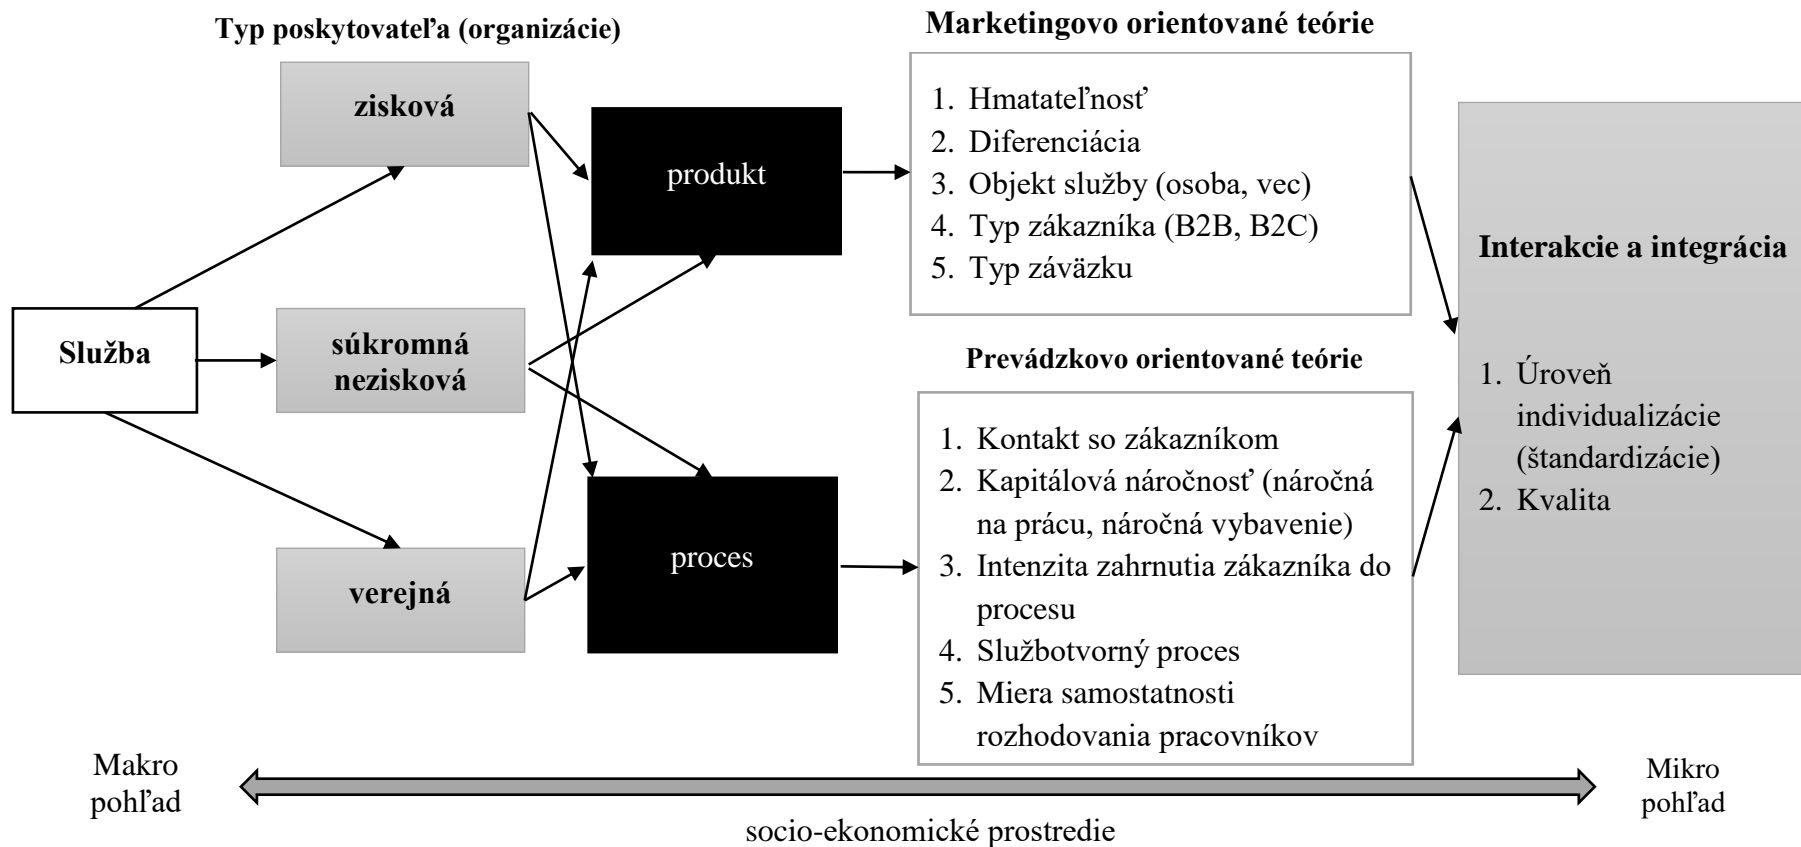 Typ poskytovateľa (organizácie)
Marketingovo orientované teórie
zisková
produkt
1. Hmatateľnosť
2. Diferenciácia
3. Objekt služby (osoba, vec)
4. Typ zákazníka (B2B, B2C)
5. Typ záväzku
Služba
súkromná
nezisková
Prevádzkovo orientované teórie
verejná
proces
1. Kontakt so zákazníkom
2. Kapitálová náročnosť (náročná
na prácu, náročná vybavenie)
3. Intenzita zahrnutia zákazníka do
procesu
4. Službotvorný proces
5. Miera samostatnosti
rozhodovania pracovníkov
Interakcie a integrácia
1. Úroveň
individualizácie
(štandardizácie)
2. Kvalita
Makro
pohľad
Mikro
pohľad
socio-ekonomické prostredie